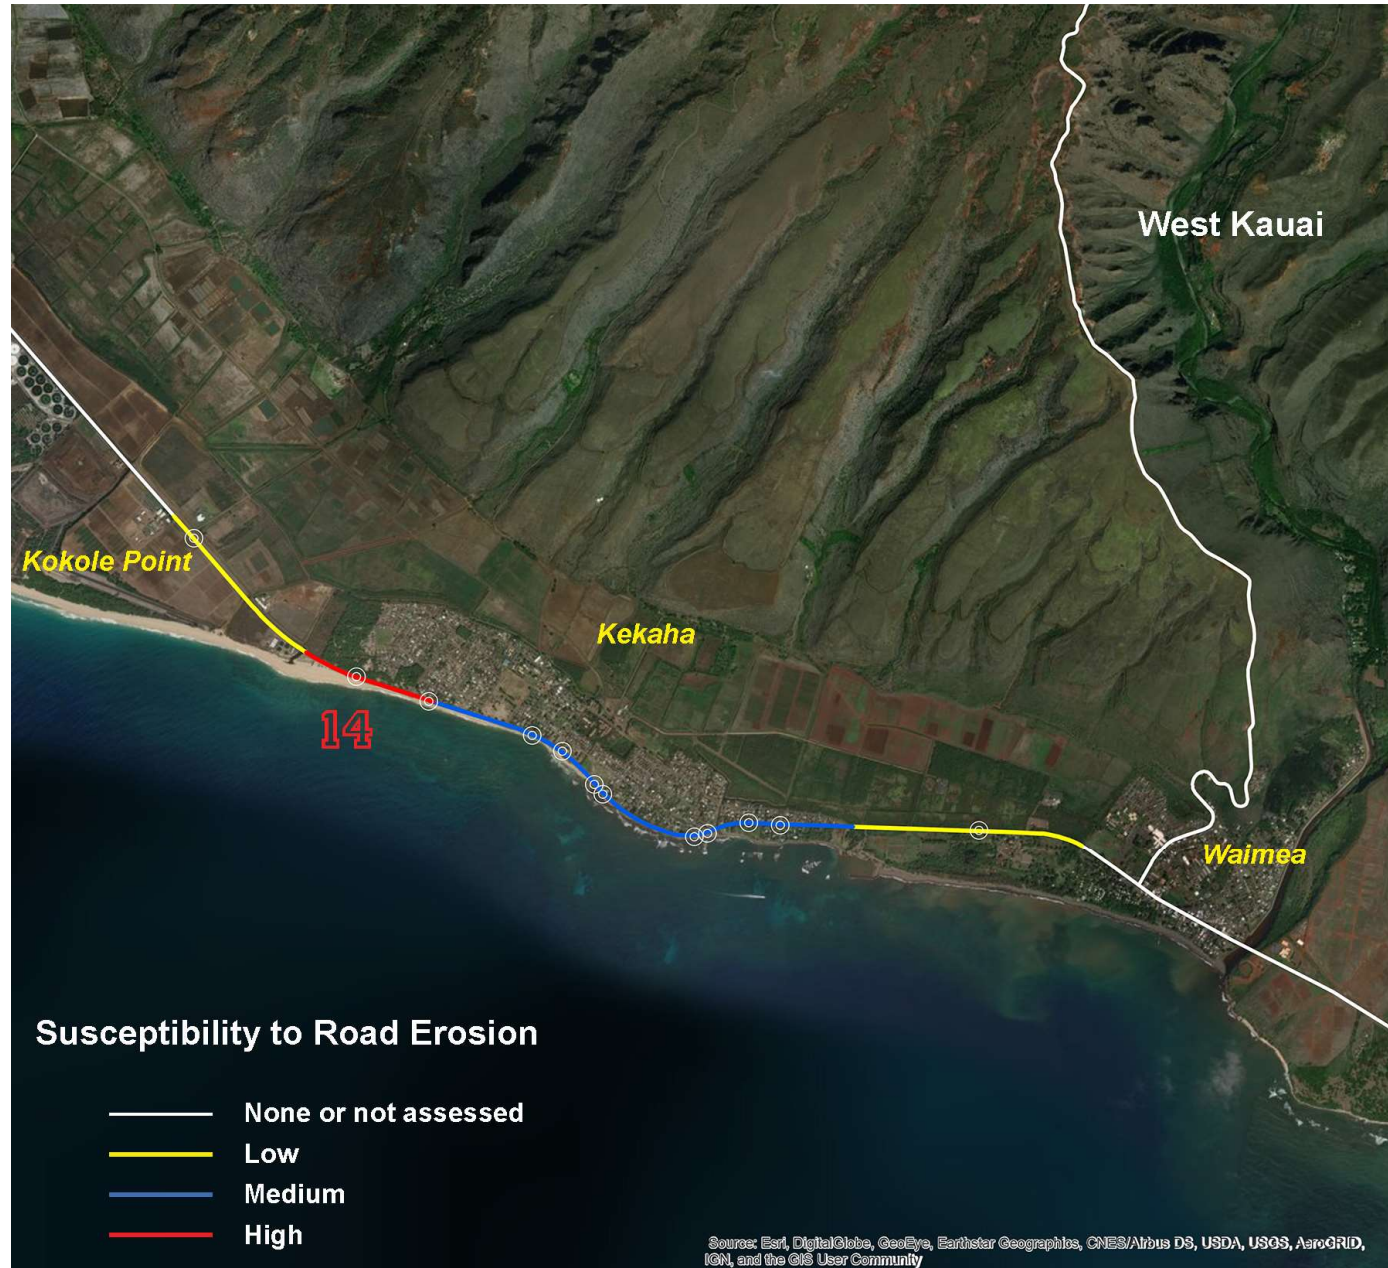 West Kauai
Kokole Point
Kekaha
14
Waimea
Susceptibility to Road Erosion
None or not assessed
Low
Medium
High
Source: Esri, DigitalGlobe, GeoEye, Earthstar Geographics, CNES/Airbus DS, USDA, USGS, AeroGRID,
IGN, and the GIS User Community